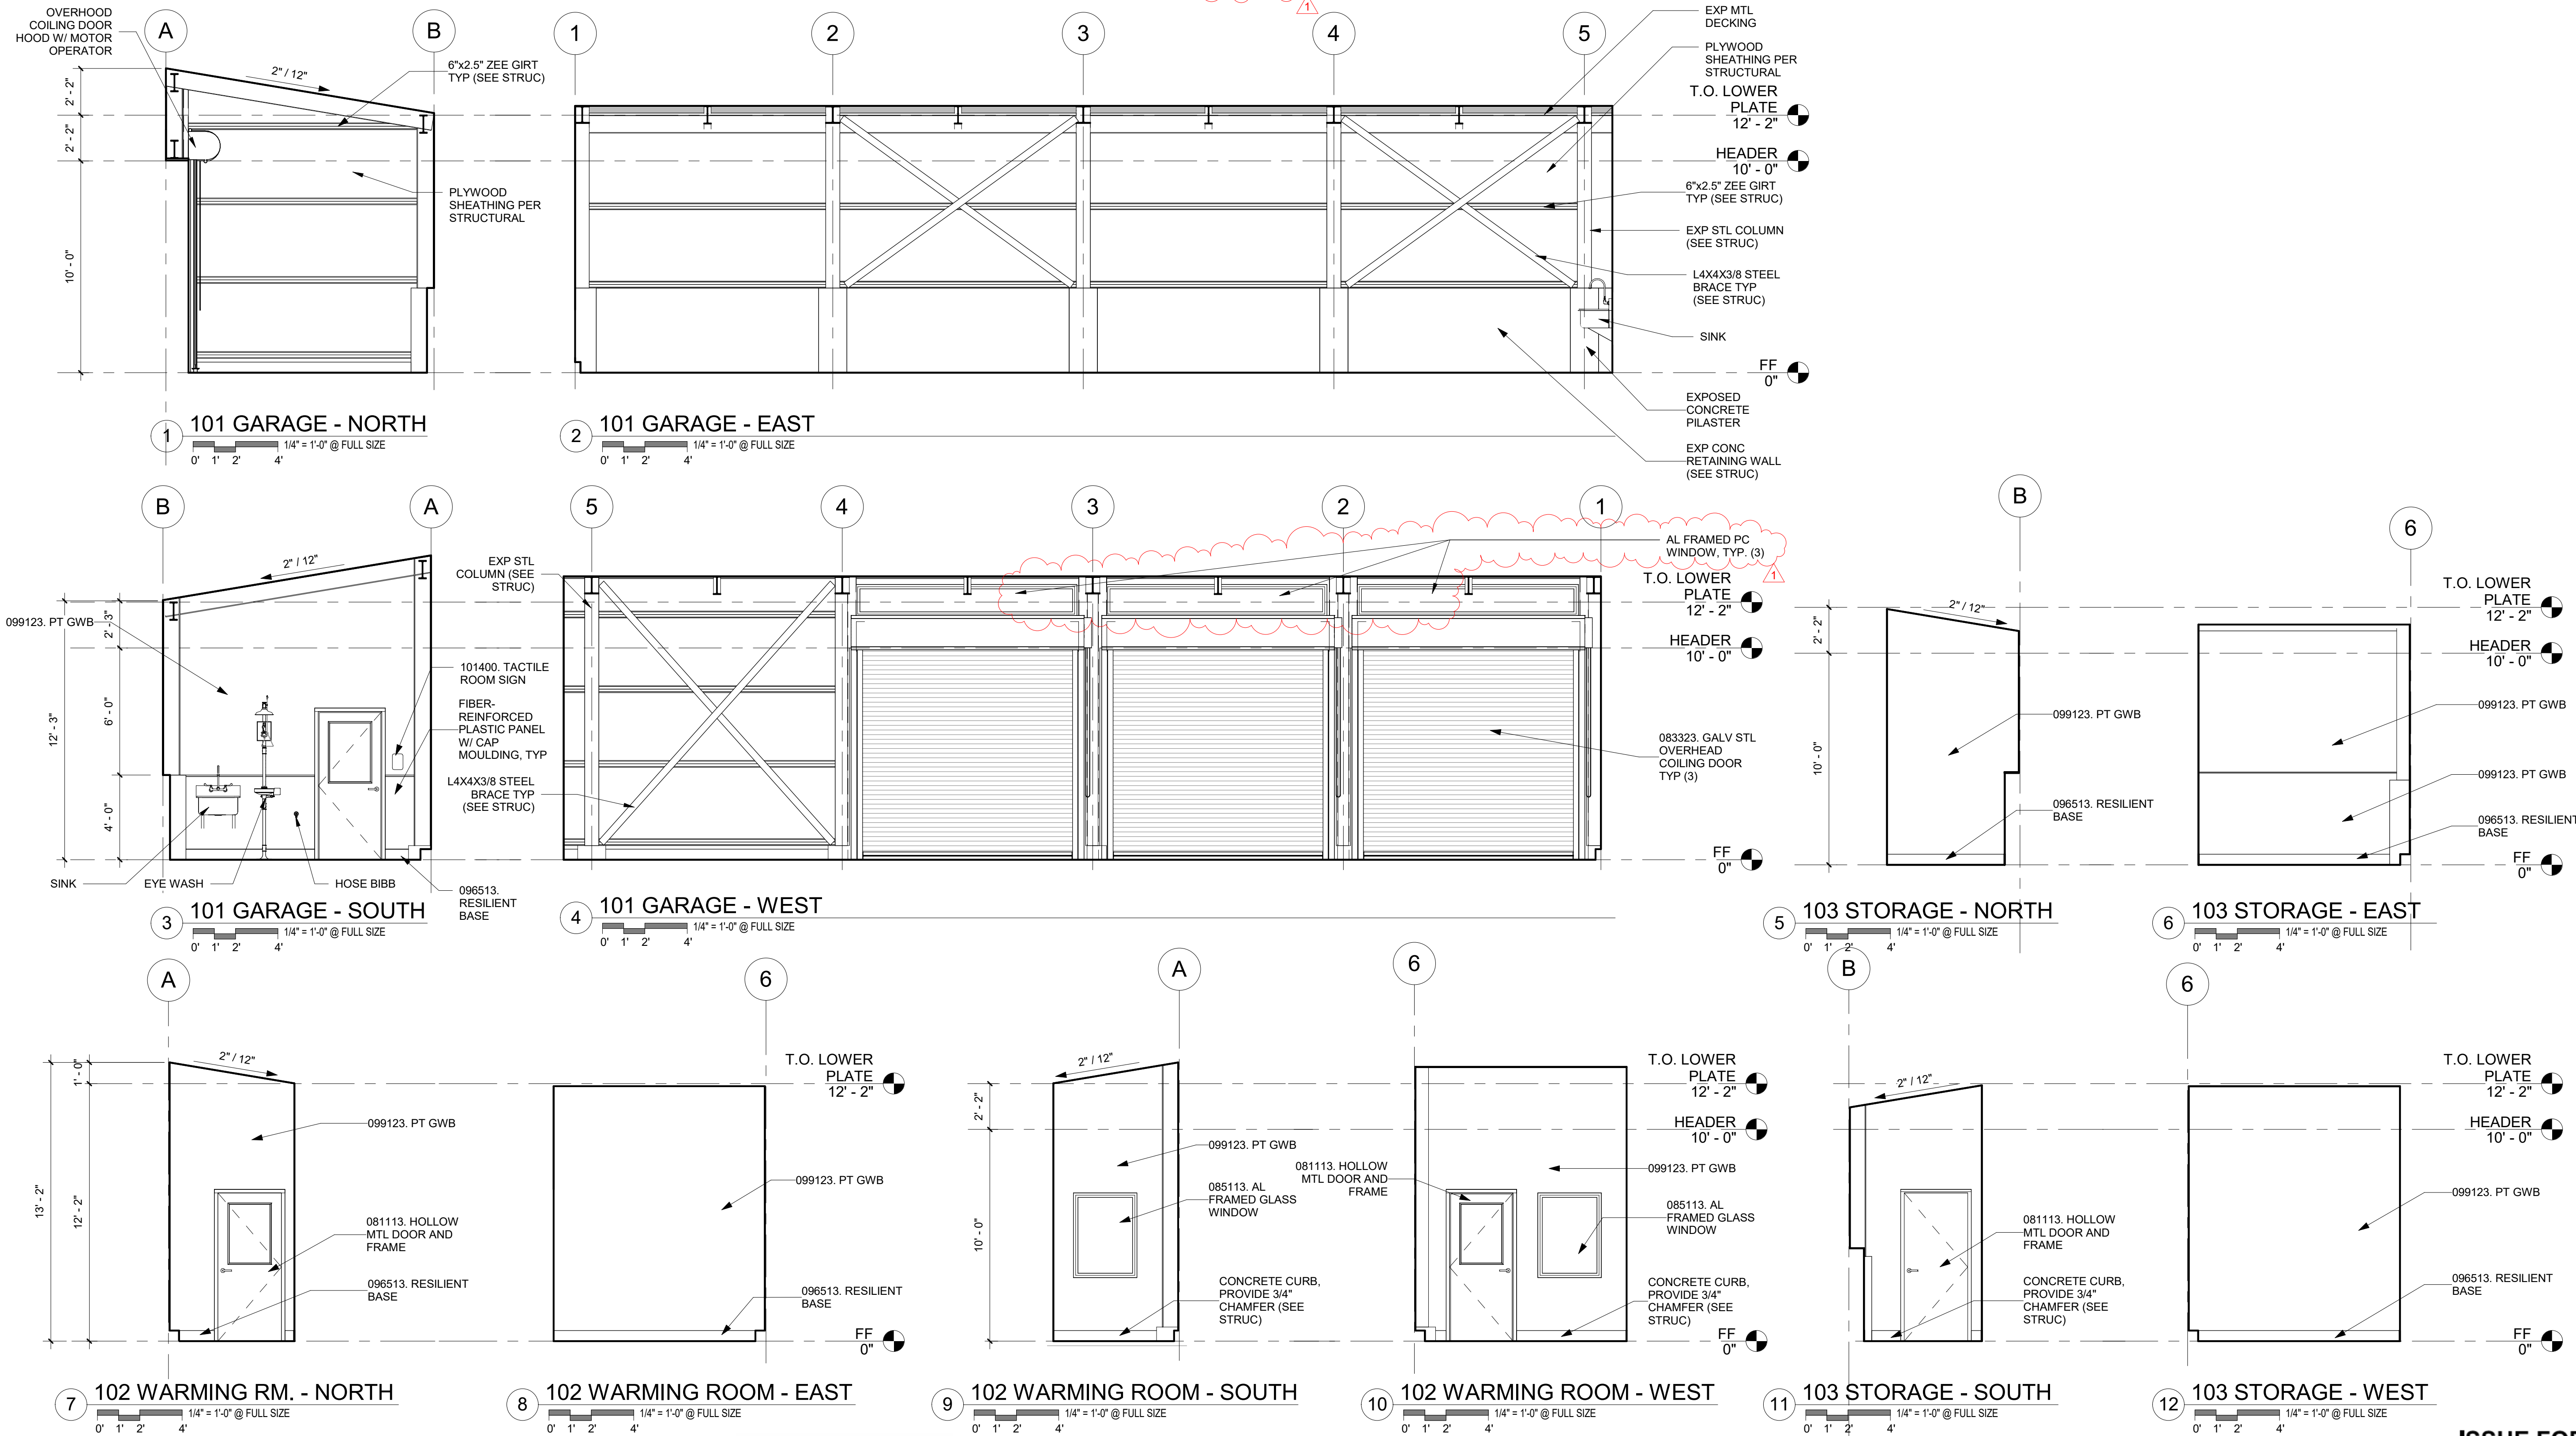 1
OVERHOOD
COILING DOOR
HOOD W/ MOTOR
OPERATOR
A
B
2" / 12"
6"x2.5" ZEE GIRT
TYP (SEE STRUC)
2' - 2"
2' - 2"
10' - 0"
PLYWOOD
SHEATHING PER
STRUCTURAL
1
101 GARAGE - NORTH
1/4" = 1'-0" @ FULL SIZE
0' 1' 2' 4'
1
2
3
4
5
EXP MTL
DECKING
PLYWOOD
SHEATHING PER
STRUCTURAL
T.O. LOWER
PLATE
12' - 2"
HEADER
10' - 0"
6"x2.5" ZEE GIRT
TYP (SEE STRUC)
EXP STL COLUMN
(SEE STRUC)
L4X4X3/8 STEEL
BRACE TYP
(SEE STRUC)
SINK
FF
0"
EXPOSED
CONCRETE
PILASTER
EXP CONC
RETAINING WALL
(SEE STRUC)
2
101 GARAGE - EAST
1/4" = 1'-0" @ FULL SIZE
0' 1' 2' 4'
B
A
2" / 12"
099123. PT GWB
2' - 3"
12' - 3"
6' - 0"
4' - 0"
101400. TACTILE
ROOM SIGN
FIBER-
REINFORCED
PLASTIC PANEL
W/ CAP
MOULDING, TYP
SINK
EYE WASH
HOSE BIBB
096513.
RESILIENT
BASE
3
101 GARAGE - SOUTH
1/4" = 1'-0" @ FULL SIZE
0' 1' 2' 4'
5
4
3
2
1
EXP STL
COLUMN (SEE
STRUC)
L4X4X3/8 STEEL
BRACE TYP
(SEE STRUC)
AL FRAMED PC
WINDOW, TYP. (3)
1
T.O. LOWER
PLATE
12' - 2"
HEADER
10' - 0"
083323. GALV STL
OVERHEAD
COILING DOOR
TYP (3)
FF
0"
4
101 GARAGE - WEST
1/4" = 1'-0" @ FULL SIZE
0' 1' 2' 4'
B
2" / 12"
2' - 2"
10' - 0"
099123. PT GWB
096513. RESILIENT
BASE
5
103 STORAGE - NORTH
1/4" = 1'-0" @ FULL SIZE
0' 1' 2' 4'
6
T.O. LOWER
PLATE
12' - 2"
HEADER
10' - 0"
099123. PT GWB
099123. PT GWB
096513. RESILIENT
BASE
FF
0"
6
103 STORAGE - EAST
1/4" = 1'-0" @ FULL SIZE
0' 1' 2' 4'
A
2" / 12"
1' - 0"
13' - 2"
12' - 2"
099123. PT GWB
081113. HOLLOW
MTL DOOR AND
FRAME
096513. RESILIENT
BASE
7
102 WARMING RM. - NORTH
1/4" = 1'-0" @ FULL SIZE
0' 1' 2' 4'
6
T.O. LOWER
PLATE
12' - 2"
099123. PT GWB
096513. RESILIENT
BASE
FF
0"
8
102 WARMING ROOM - EAST
1/4" = 1'-0" @ FULL SIZE
0' 1' 2' 4'
A
2" / 12"
2' - 2"
10' - 0"
099123. PT GWB
085113. AL
FRAMED GLASS
WINDOW
CONCRETE CURB,
PROVIDE 3/4"
CHAMFER (SEE
STRUC)
9
102 WARMING ROOM - SOUTH
1/4" = 1'-0" @ FULL SIZE
0' 1' 2' 4'
6
T.O. LOWER
PLATE
12' - 2"
HEADER
10' - 0"
081113. HOLLOW
MTL DOOR AND
FRAME
099123. PT GWB
085113. AL
FRAMED GLASS
WINDOW
CONCRETE CURB,
PROVIDE 3/4"
CHAMFER (SEE
STRUC)
FF
0"
10
102 WARMING ROOM - WEST
1/4" = 1'-0" @ FULL SIZE
0' 1' 2' 4'
B
2" / 12"
081113. HOLLOW
MTL DOOR AND
FRAME
CONCRETE CURB,
PROVIDE 3/4"
CHAMFER (SEE
STRUC)
11
103 STORAGE - SOUTH
1/4" = 1'-0" @ FULL SIZE
0' 1' 2' 4'
6
T.O. LOWER
PLATE
12' - 2"
HEADER
10' - 0"
099123. PT GWB
096513. RESILIENT
BASE
FF
0"
12
103 STORAGE - WEST
1/4" = 1'-0" @ FULL SIZE
0' 1' 2' 4'